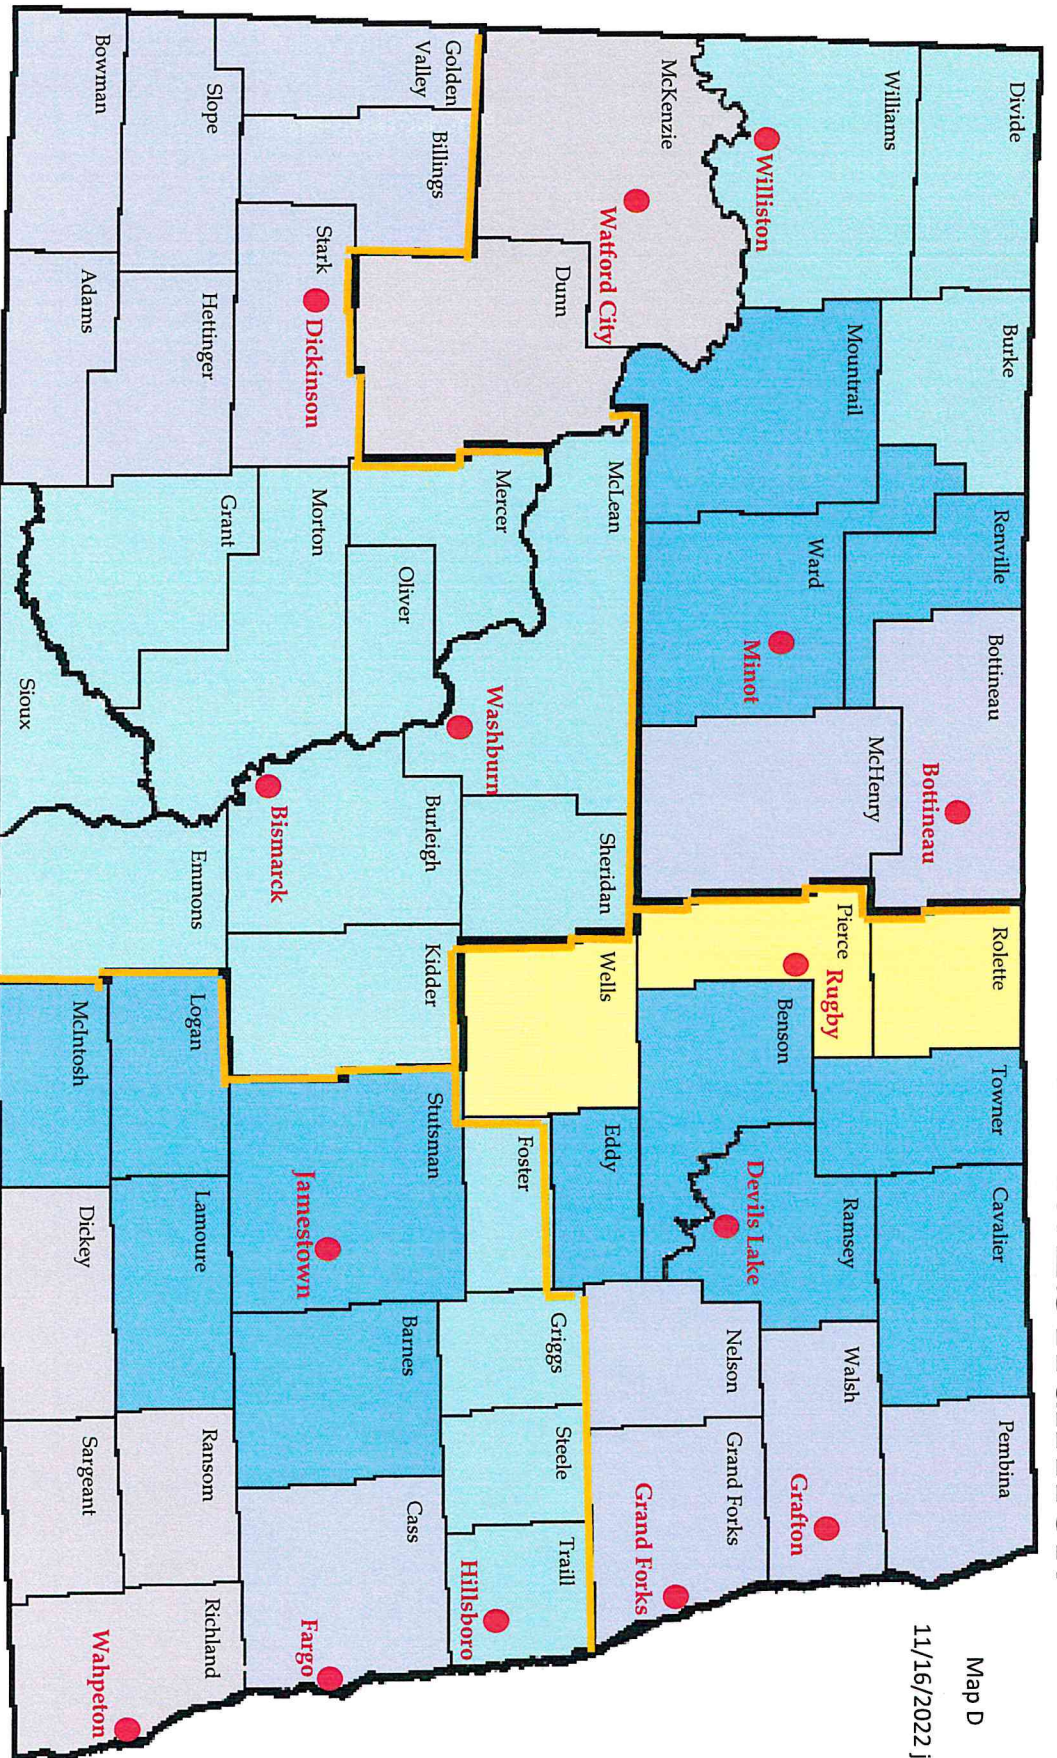 Map D
11/16/2022 j
Divide
Burke
Renville
Bottineau
Rolette
Towner
Cavalier
Pembina
Williams
Bottineau
Williston
Mountrail
Ward
McHenry
Pierce
Rugby
Ramsey
Walsh
Grafton
Minot
Benson
Devils Lake
Nelson
Grand Forks
Grand Forks
McKenzie
Watford City
McLean
Sheridan
Wells
Eddy
Dunn
Mercer
Washburn
Foster
Griggs
Steele
Traill
Hillsboro
Golden
Valley
Billings
Oliver
Burleigh
Kidder
Stutsman
Barnes
Cass
Stark
Dickinson
Morton
Bismarck
Jamestown
Fargo
Slope
Hettinger
Grant
Emmons
Logan
Lamoure
Ransom
Richland
Bowman
Adams
Sioux
McIntosh
Dickey
Sargeant
Wahpeton